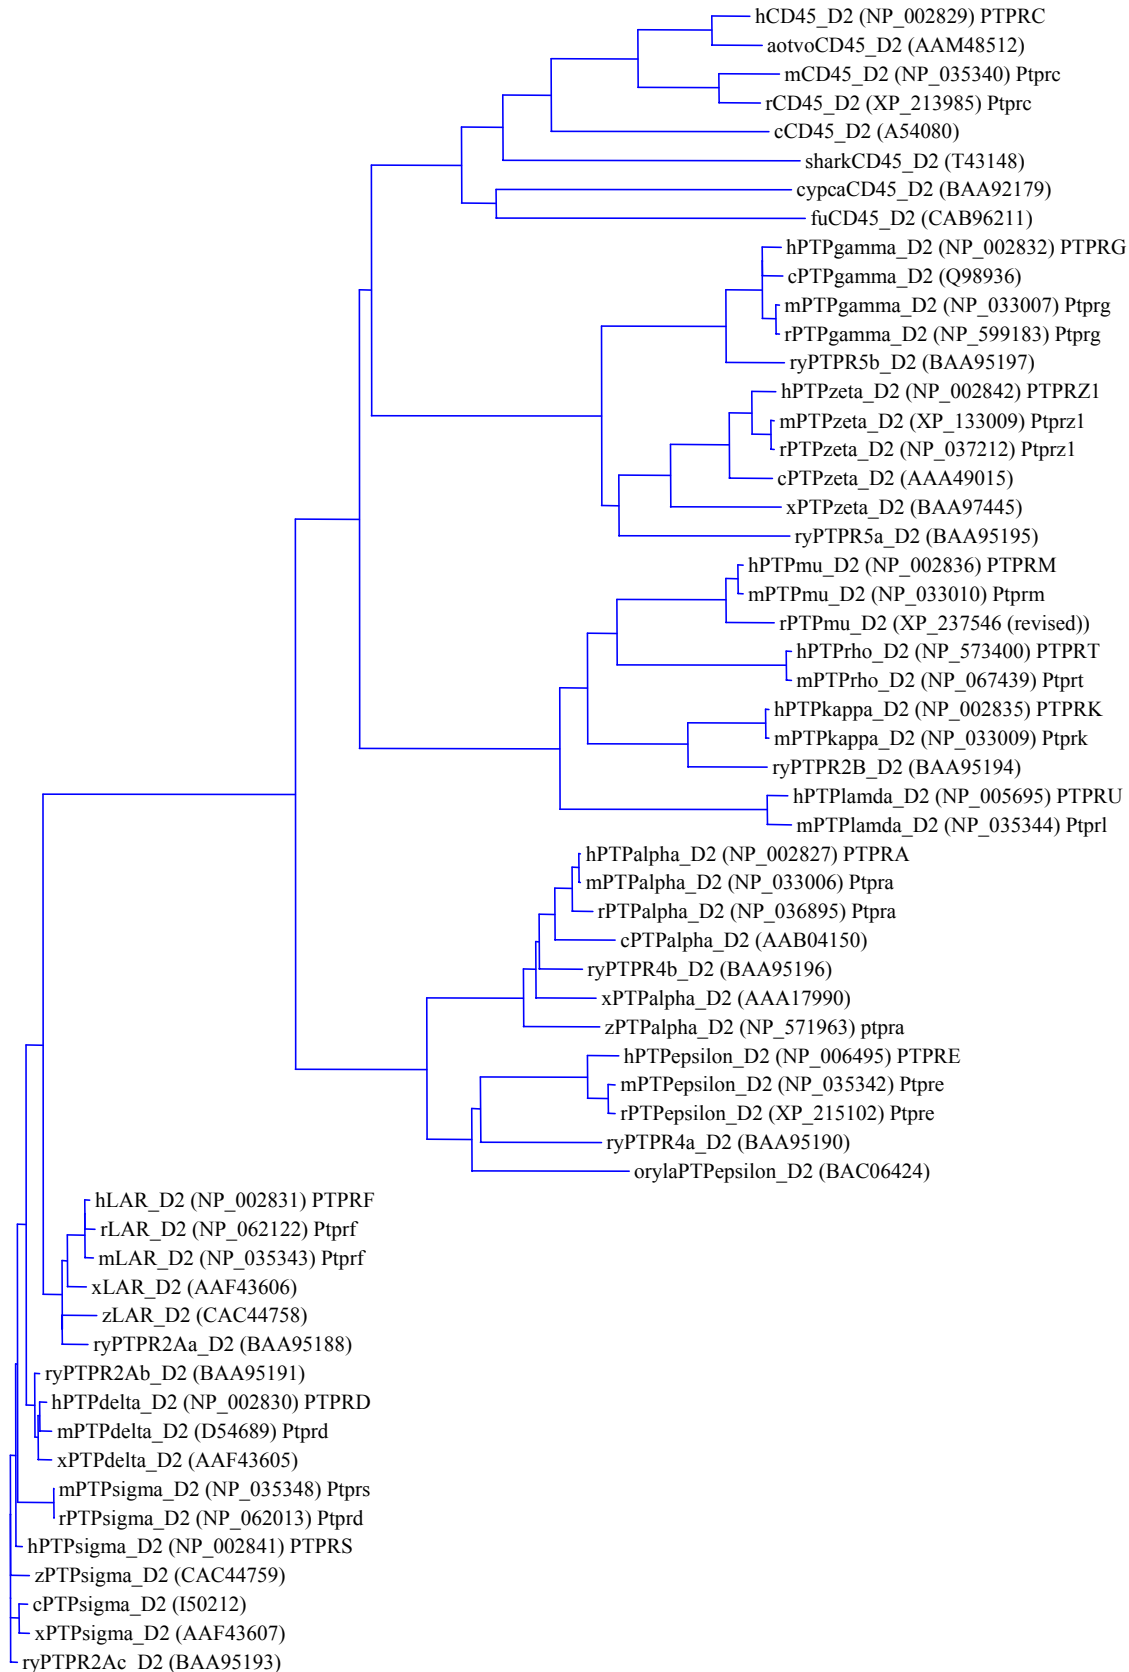 hCD45_D2 (NP_002829) PTPRC
aotvoCD45_D2 (AAM48512)
mCD45_D2 (NP_035340) Ptprc
rCD45_D2 (XP_213985) Ptprc
cCD45_D2 (A54080)
sharkCD45_D2 (T43148)
cypcaCD45_D2 (BAA92179)
fuCD45_D2 (CAB96211)
hPTPgamma_D2 (NP_002832) PTPRG
cPTPgamma_D2 (Q98936)
mPTPgamma_D2 (NP_033007) Ptprg
rPTPgamma_D2 (NP_599183) Ptprg
ryPTPR5b_D2 (BAA95197)
hPTPzeta_D2 (NP_002842) PTPRZ1
mPTPzeta_D2 (XP_133009) Ptprz1
rPTPzeta_D2 (NP_037212) Ptprz1
cPTPzeta_D2 (AAA49015)
xPTPzeta_D2 (BAA97445)
ryPTPR5a_D2 (BAA95195)
hPTPmu_D2 (NP_002836) PTPRM
mPTPmu_D2 (NP_033010) Ptprm
rPTPmu_D2 (XP_237546 (revised))
hPTPrho_D2 (NP_573400) PTPRT
mPTPrho_D2 (NP_067439) Ptprt
hPTPkappa_D2 (NP_002835) PTPRK
mPTPkappa_D2 (NP_033009) Ptprk
ryPTPR2B_D2 (BAA95194)
hPTPlamda_D2 (NP_005695) PTPRU
mPTPlamda_D2 (NP_035344) Ptprl
hPTPalpha_D2 (NP_002827) PTPRA
mPTPalpha_D2 (NP_033006) Ptpra
rPTPalpha_D2 (NP_036895) Ptpra
cPTPalpha_D2 (AAB04150)
ryPTPR4b_D2 (BAA95196)
xPTPalpha_D2 (AAA17990)
zPTPalpha_D2 (NP_571963) ptpra
hPTPepsilon_D2 (NP_006495) PTPRE
mPTPepsilon_D2 (NP_035342) Ptpre
rPTPepsilon_D2 (XP_215102) Ptpre
ryPTPR4a_D2 (BAA95190)
orylaPTPepsilon_D2 (BAC06424)
hLAR_D2 (NP_002831) PTPRF
rLAR_D2 (NP_062122) Ptprf
mLAR_D2 (NP_035343) Ptprf
xLAR_D2 (AAF43606)
zLAR_D2 (CAC44758)
ryPTPR2Aa_D2 (BAA95188)
ryPTPR2Ab_D2 (BAA95191)
hPTPdelta_D2 (NP_002830) PTPRD
mPTPdelta_D2 (D54689) Ptprd
xPTPdelta_D2 (AAF43605)
mPTPsigma_D2 (NP_035348) Ptprs
rPTPsigma_D2 (NP_062013) Ptprd
hPTPsigma_D2 (NP_002841) PTPRS
zPTPsigma_D2 (CAC44759)
cPTPsigma_D2 (I50212)
xPTPsigma_D2 (AAF43607)
ryPTPR2Ac_D2 (BAA95193)